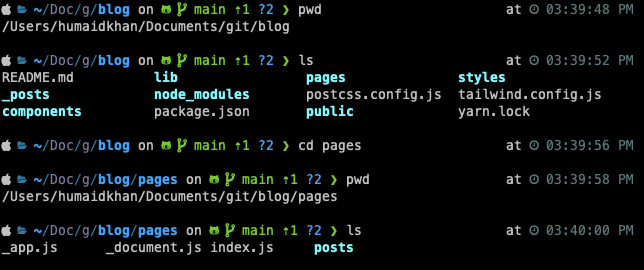 ~/Doc/g/blog on main ⇡1 ?2 ❯ pwd at 03:39:48 PM
/Users/humaidkhan/Documents/git/blog
~/Doc/g/blog on main ⇡1 ?2 ❯ ls at 03:39:52 PM
README.md lib pages styles
_posts node_modules postcss.config.js tailwind.config.js
components package.json public yarn.lock
~/Doc/g/blog on main ⇡1 ?2 ❯ cd pages at 03:39:56 PM
~/Doc/g/blog/pages on main ⇡1 ?2 ❯ pwd at 03:39:58 PM
/Users/humaidkhan/Documents/git/blog/pages
~/Doc/g/blog/pages on main ⇡1 ?2 ❯ ls at 03:40:00 PM
_app.js _document.js index.js posts